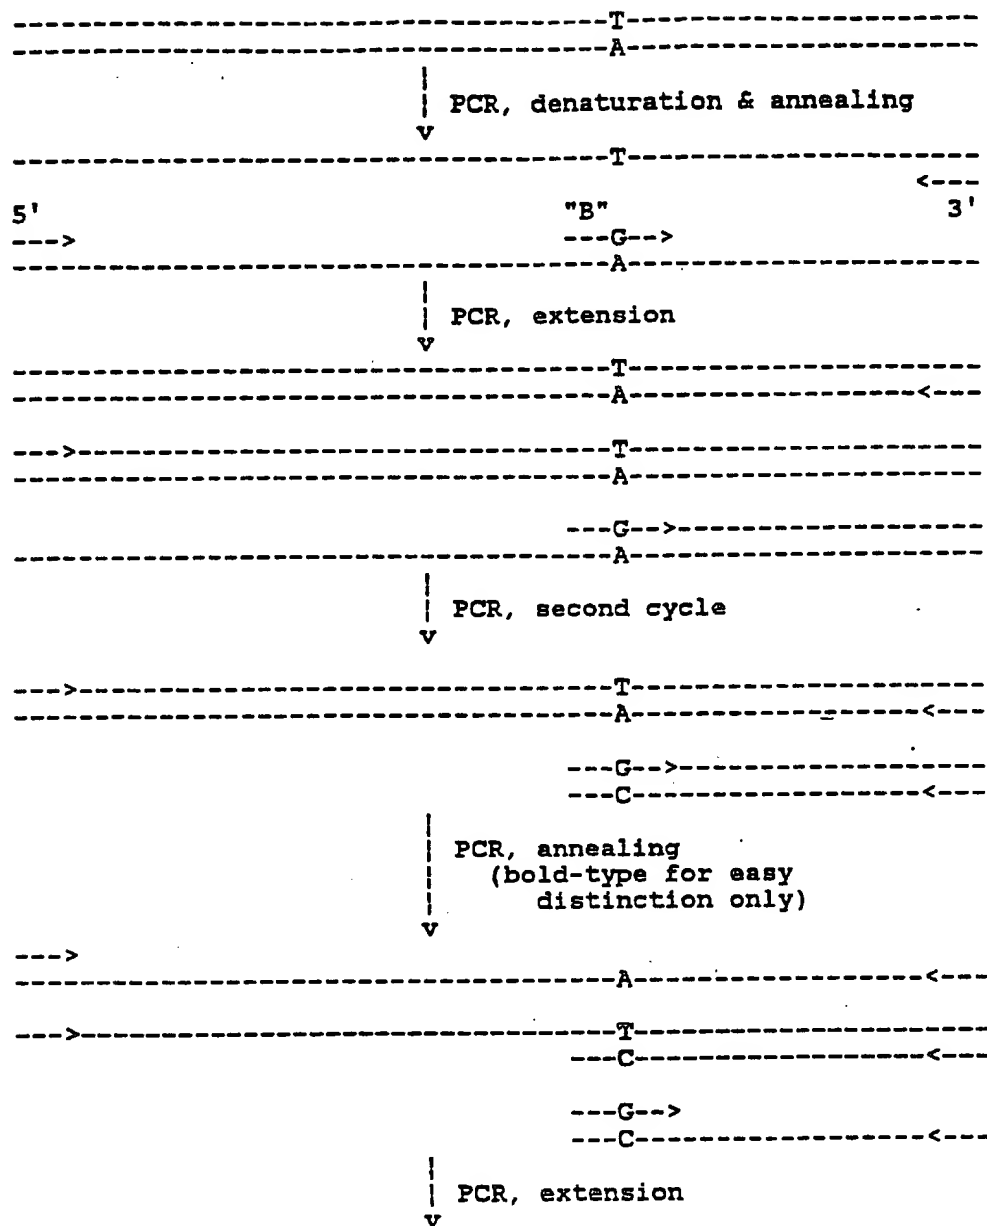 ------------------------------------T---------------------
------------------------------------A---------------------
PCR, denaturation & annealing
v
------------------------------------T---------------------
<----
5' "B" 3'
---> ---G-->
------------------------------------A---------------------
PCR, extension
v
------------------------------------T---------------------
------------------------------------A-----------------<---
--->--------------------------------T---------------------
------------------------------------A---------------------
---G-->------------------
------------------------------------A---------------------
PCR, second cycle
v
--->--------------------------------T---------------------
------------------------------------A-----------------<---
---G-->------------------
---C------------------<---
PCR, annealing
(bold-type for easy
distinction only)
v
--->
------------------------------------A-----------------<---
--->--------------------------------T---------------------
---C------------------<---
---G-->
---C------------------<---
PCR, extension
v